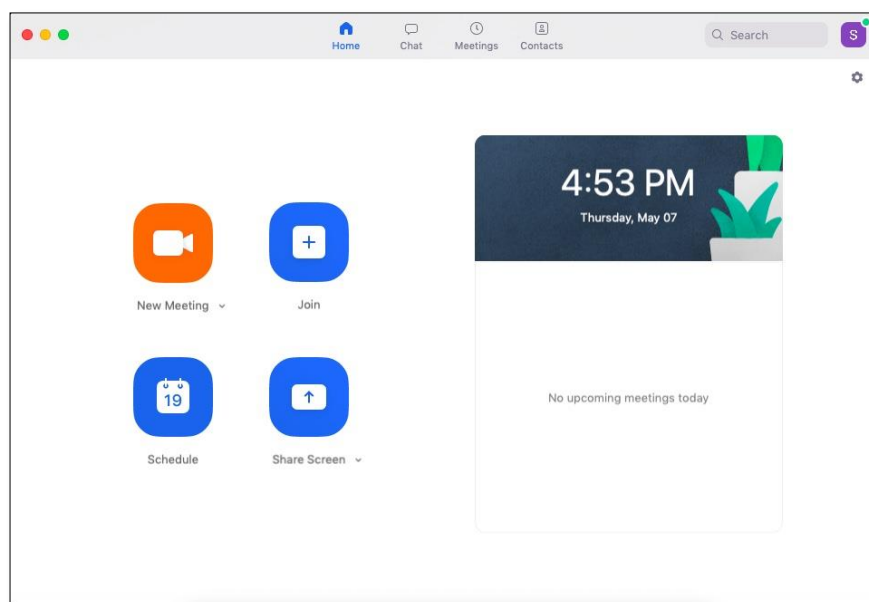 Home
Chat
Meetings
Contacts
Search
S
4:53 PM
Thursday, May 07
New Meeting
Join
19
Schedule
Share Screen
No upcoming meetings today